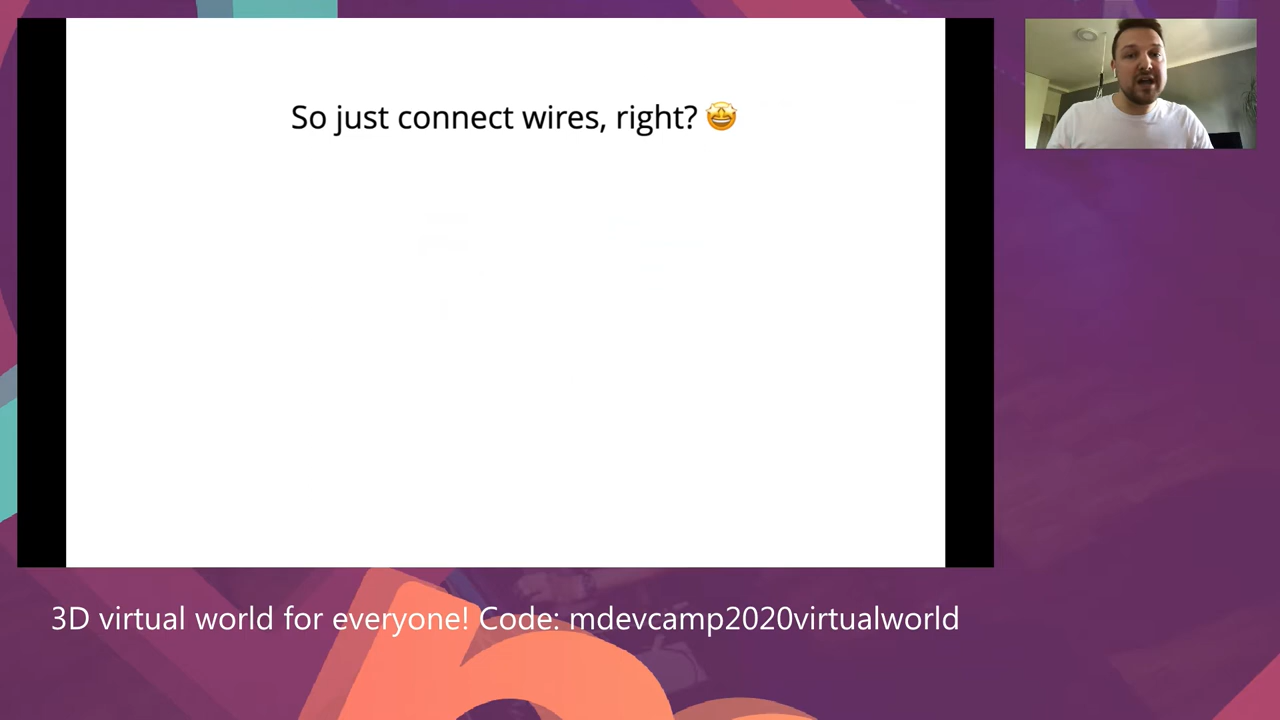 So just connect wires, right? 🤩
3D virtual world for everyone! Code: mdevcamp2020virtualworld